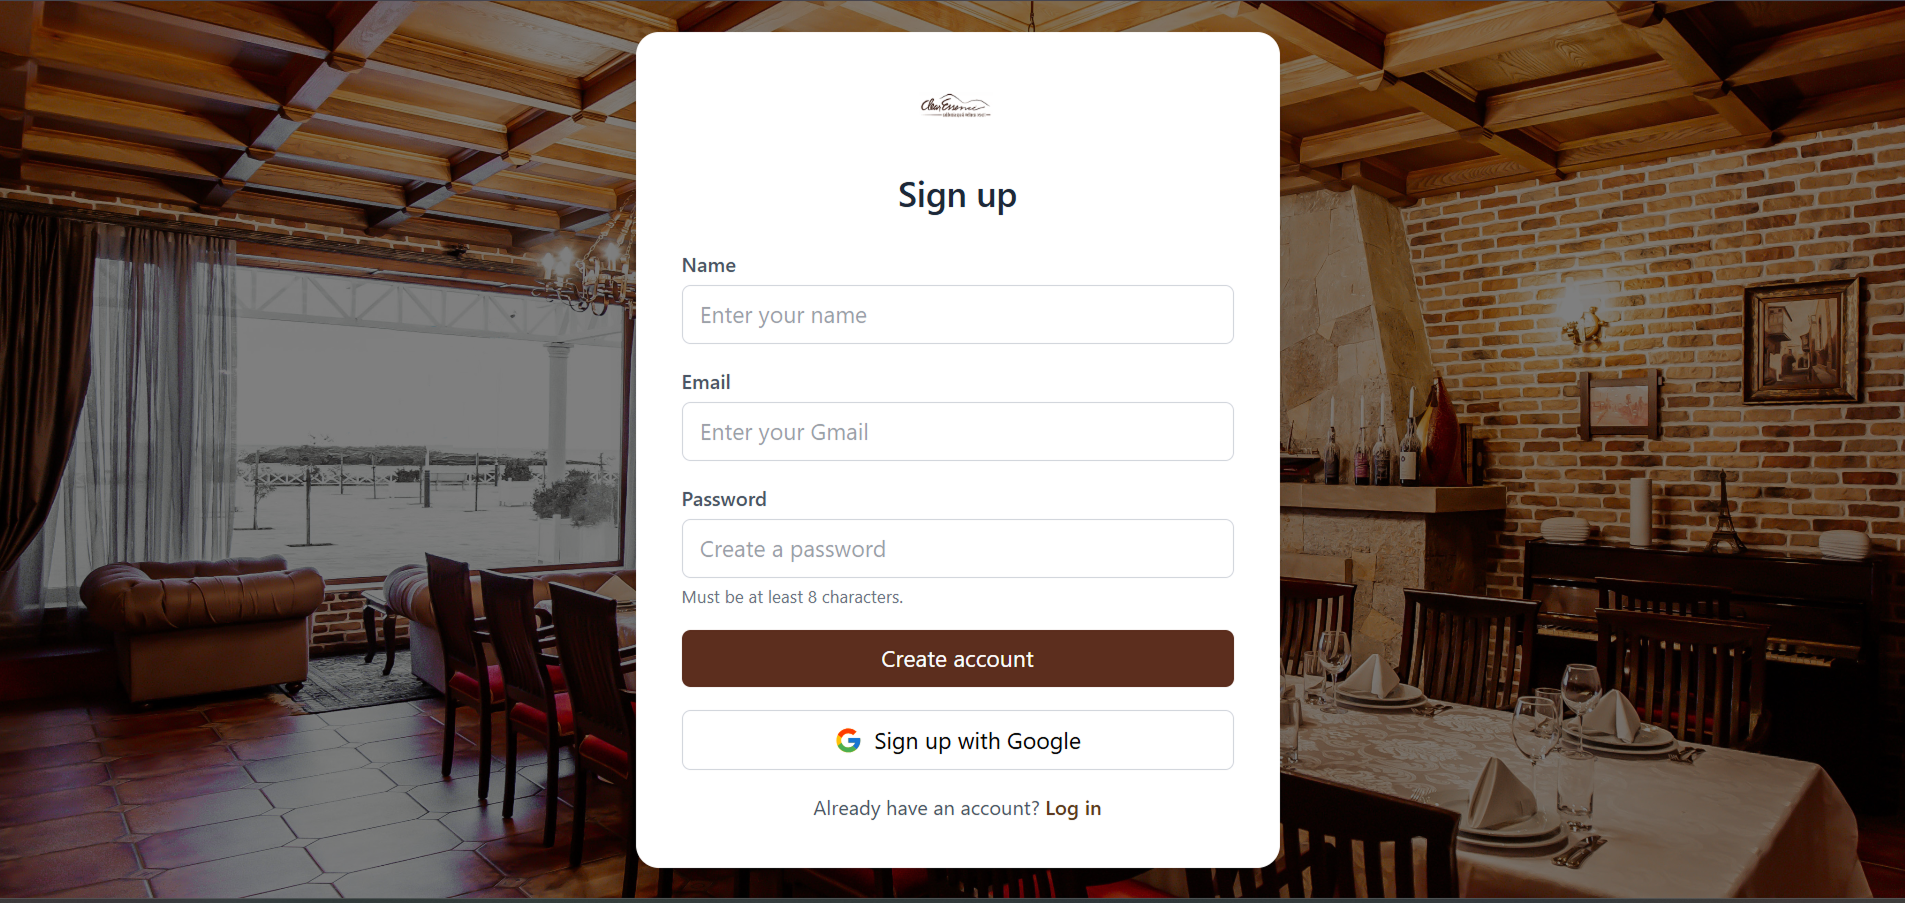 Sign up
Name
Enter your name
Email
Enter your Gmail
Password
Create a password
Must be at least 8 characters.
Create account
Sign up with Google
Already have an account? Log in